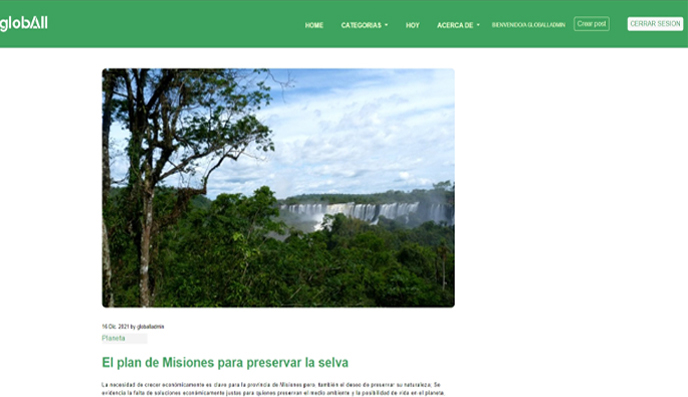 globAll
HOME CATEGORIAS HOY ACERCA DE BIENVENIDO/A GLOBALLADMIN Crear post CERRAR SESION
16 Dic. 2021 by globalladmin
Planeta
El plan de Misiones para preservar la selva
La necesidad de crecer económicamente es clave para la provincia de Misiones pero, también el deseo de preservar su naturaleza. Se
evidencia la falta de soluciones económicamente justas para quienes preservan el medio ambiente y la posibilidad de vida en el planeta.